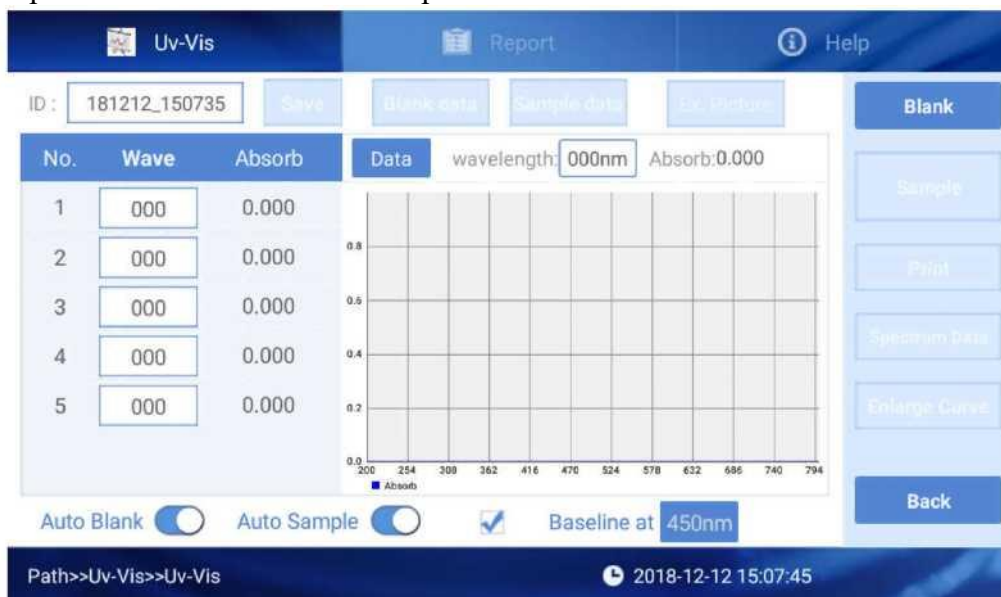 Uv-Vis Report Help
ID : 181212_150735 Save Blank data Sample data Ex. Picture Blank
No. Wave Absorb Data wavelength: 000nm Absorb:0.000
Sample
1 000 0.000
2 000 0.000
0.8
Print
3 000 0.000
0.6
4 000 0.000
0.4
Spectrum Data
5 000 0.000
0.2
Enlarge Curve
0.0
200 254 308 362 416 470 524 578 632 686 740 794
Absorb
Back
Auto Blank Auto Sample Baseline at 450nm
Path>>Uv-Vis>>Uv-Vis 2018-12-12 15:07:45